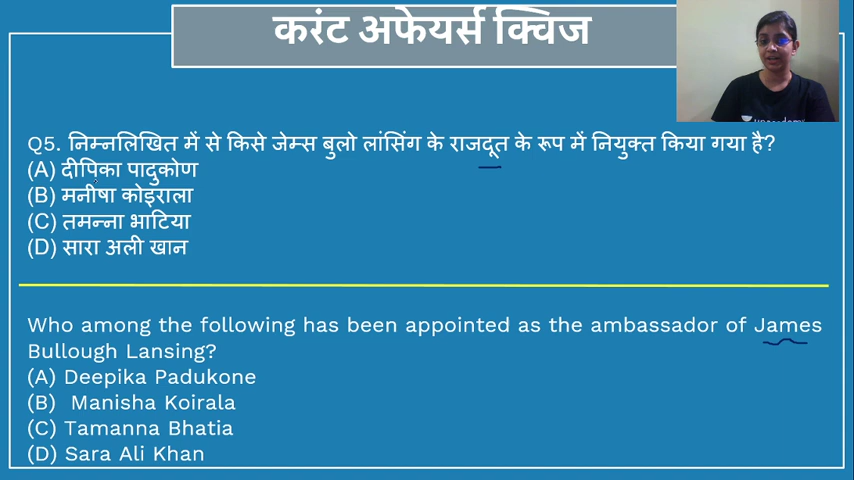 करंट अफेयर्स क्विज
Q5. निम्नलिखित में से किसे जेम्स बुलो लांसिंग के राजदूत के रूप में नियुक्त किया गया है?
(A) दीपिका पादुकोण
(B) मनीषा कोइराला
(C) तमन्ना भाटिया
(D) सारा अली खान
Who among the following has been appointed as the ambassador of James
Bullough Lansing?
(A) Deepika Padukone
(B) Manisha Koirala
(C) Tamanna Bhatia
(D) Sara Ali Khan